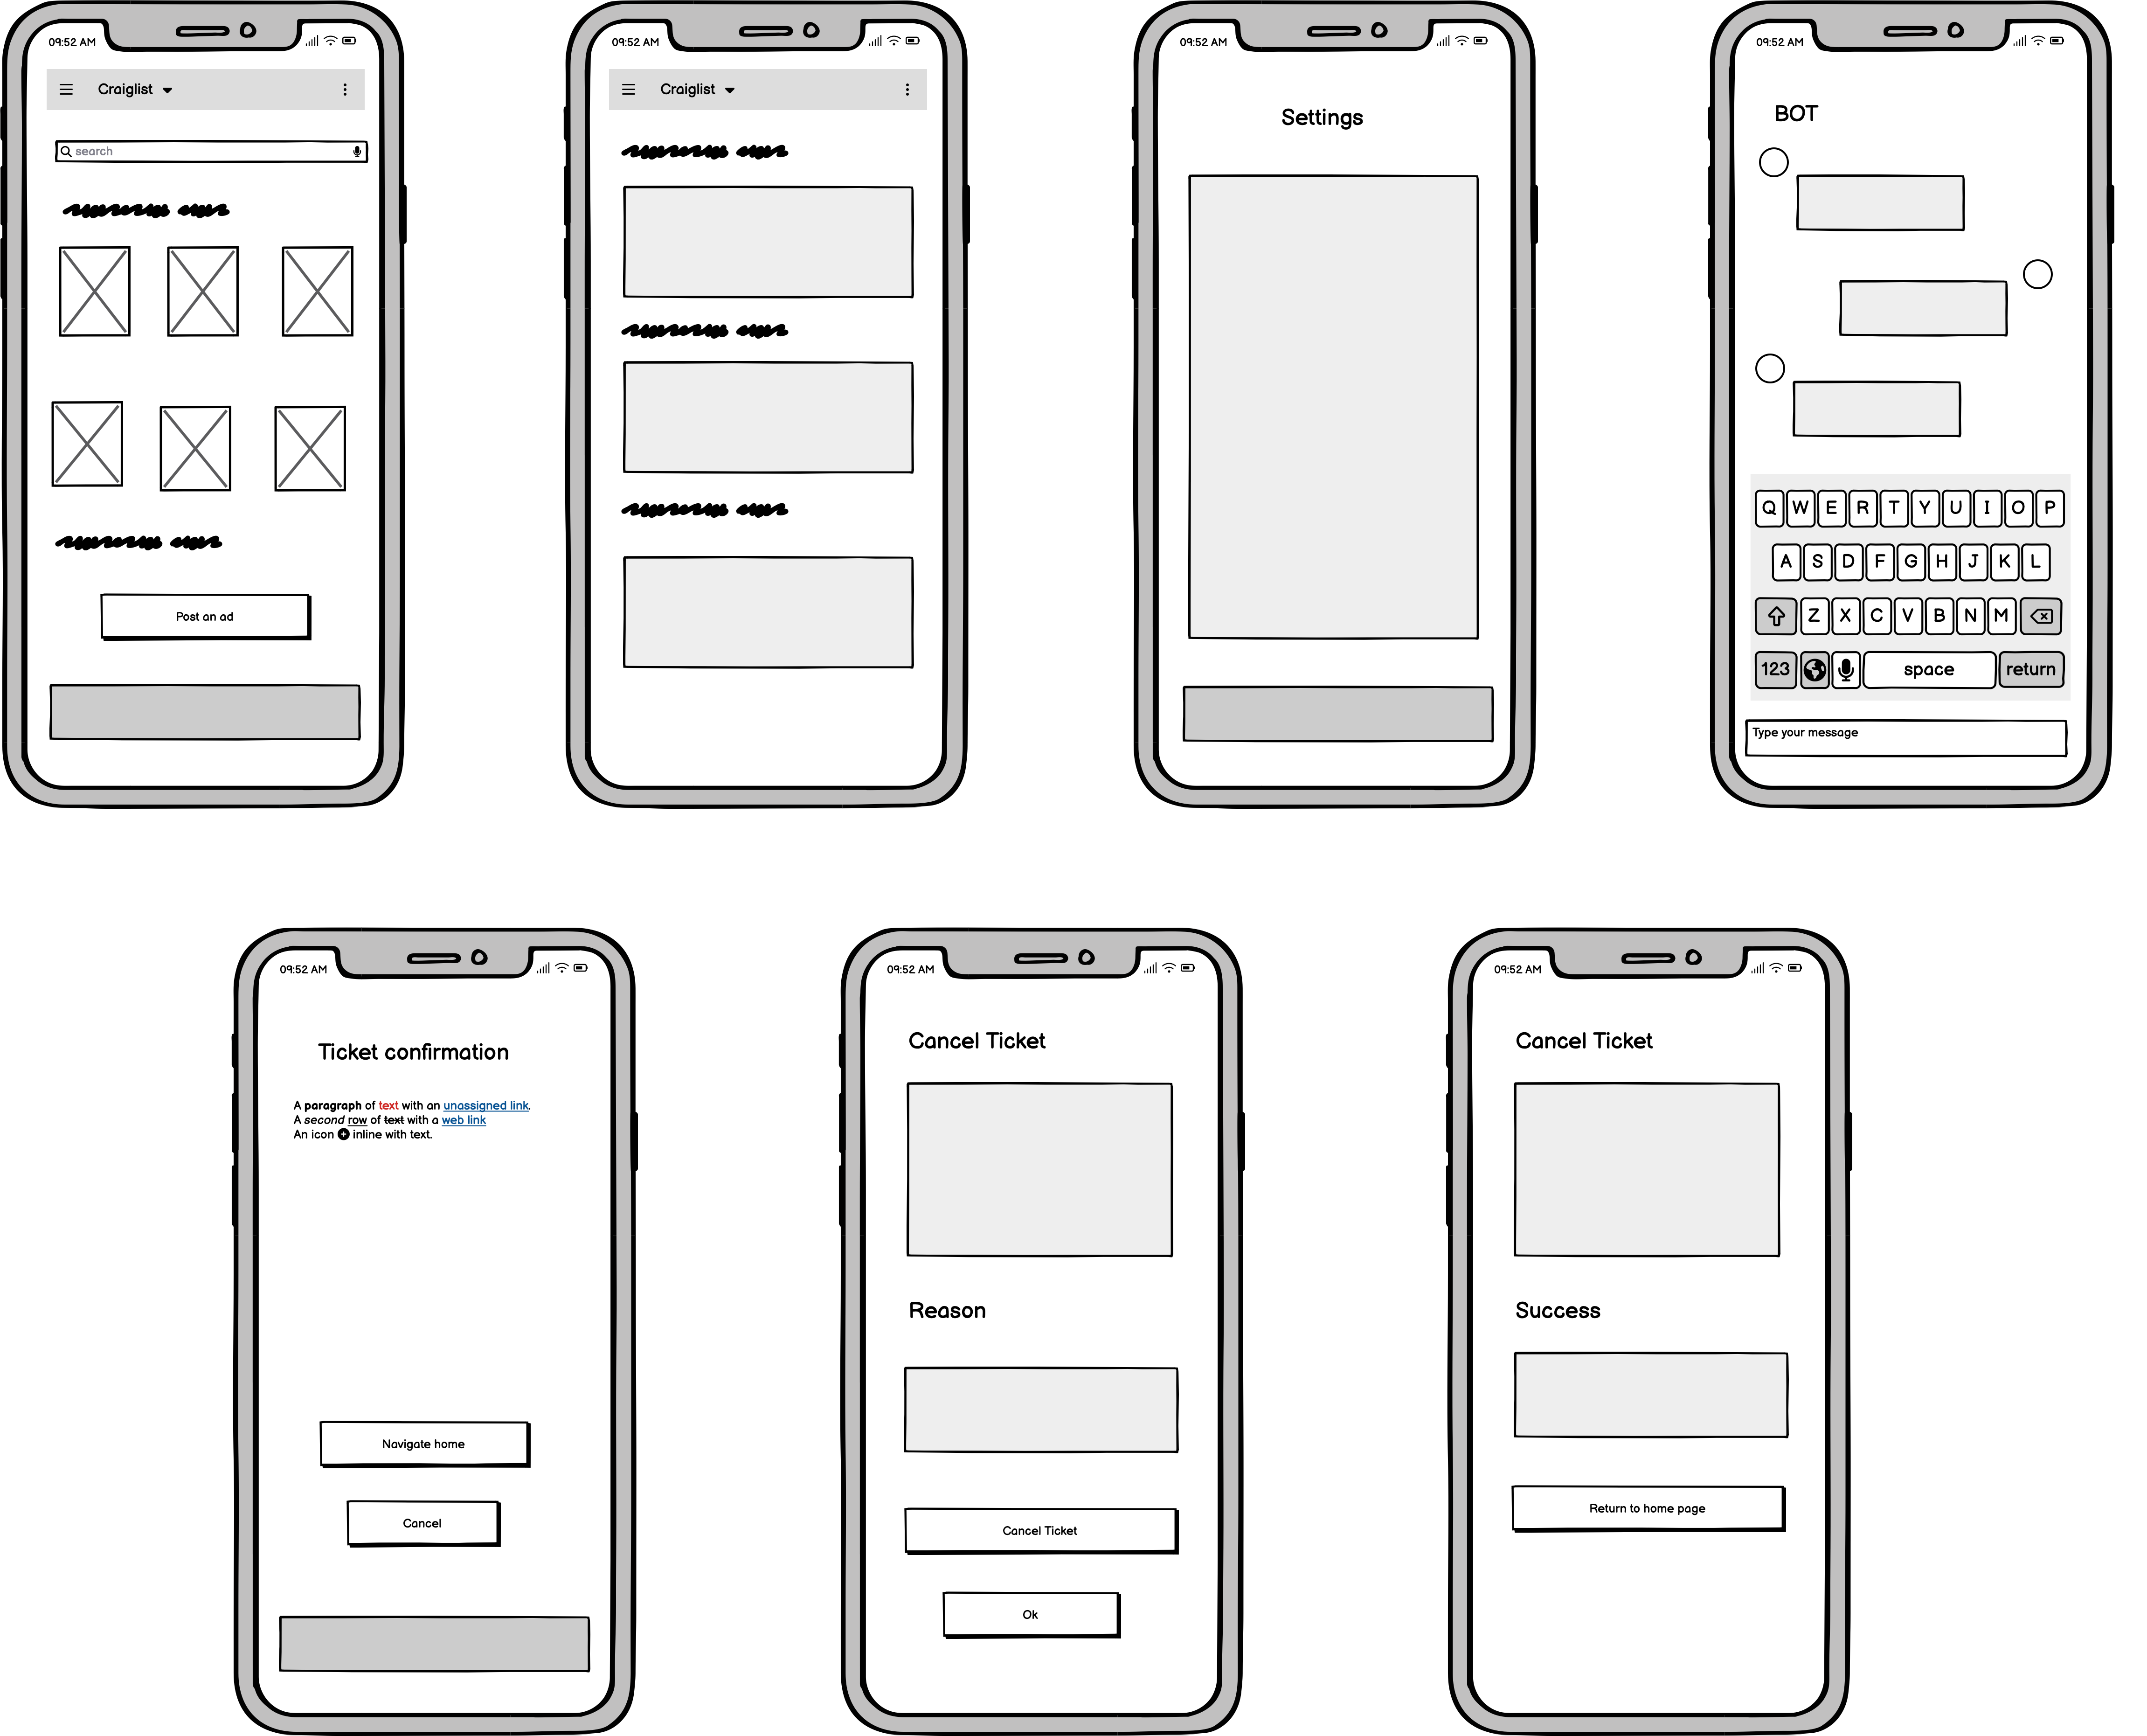 09:52 AM
Craiglist
search
Post an ad
09:52 AM
Craiglist
09:52 AM
Settings
09:52 AM
BOT
Q W E R T Y U I O P
A S D F G H J K L
Z X C V B N M
123 space return
Type your message
09:52 AM
Ticket confirmation
A paragraph of text with an unassigned link.
A second row of text with a web link
An icon inline with text.
Navigate home
Cancel
09:52 AM
Cancel Ticket
Reason
Cancel Ticket
Ok
09:52 AM
Cancel Ticket
Success
Return to home page